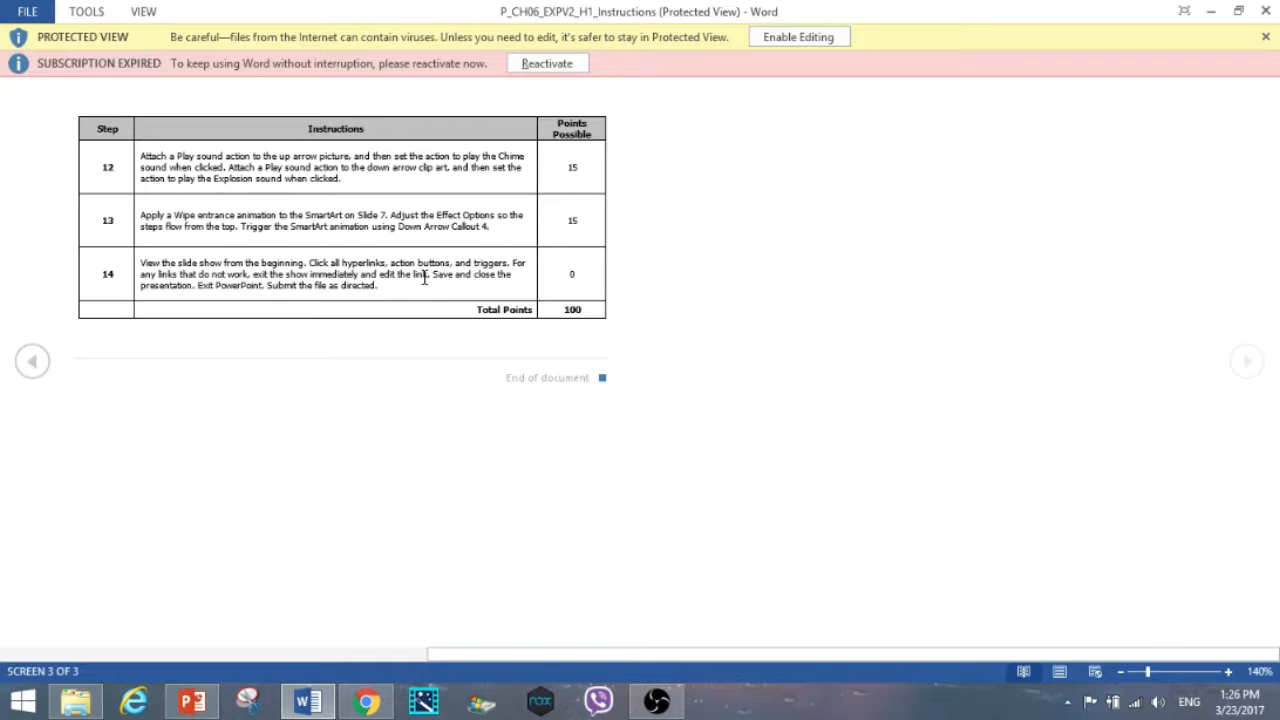 FILE TOOLS VIEW P_CH06_EXPV2_H1_Instructions (Protected View) - Word
PROTECTED VIEW Be careful—files from the Internet can contain viruses. Unless you need to edit, it's safer to stay in Protected View. Enable Editing
SUBSCRIPTION EXPIRED To keep using Word without interruption, please reactivate now. Reactivate
Step Instructions Points Possible
12
Attach a Play sound action to the up arrow picture, and then set the action to play the Chime
sound when clicked. Attach a Play sound action to the down arrow clip art, and then set the
action to play the Explosion sound when clicked.
15
13
Apply a Wipe entrance animation to the SmartArt on Slide 7. Adjust the Effect Options so the
steps flow from the top. Trigger the SmartArt animation using Down Arrow Callout 4.
15
14
View the slide show from the beginning. Click all hyperlinks, action buttons, and triggers. For
any links that do not work, exit the show immediately and edit the link. Save and close the
presentation. Exit PowerPoint. Submit the file as directed.
0
Total Points 100
End of document
SCREEN 3 OF 3 140%
nox ENG 1:26 PM
3/23/2017